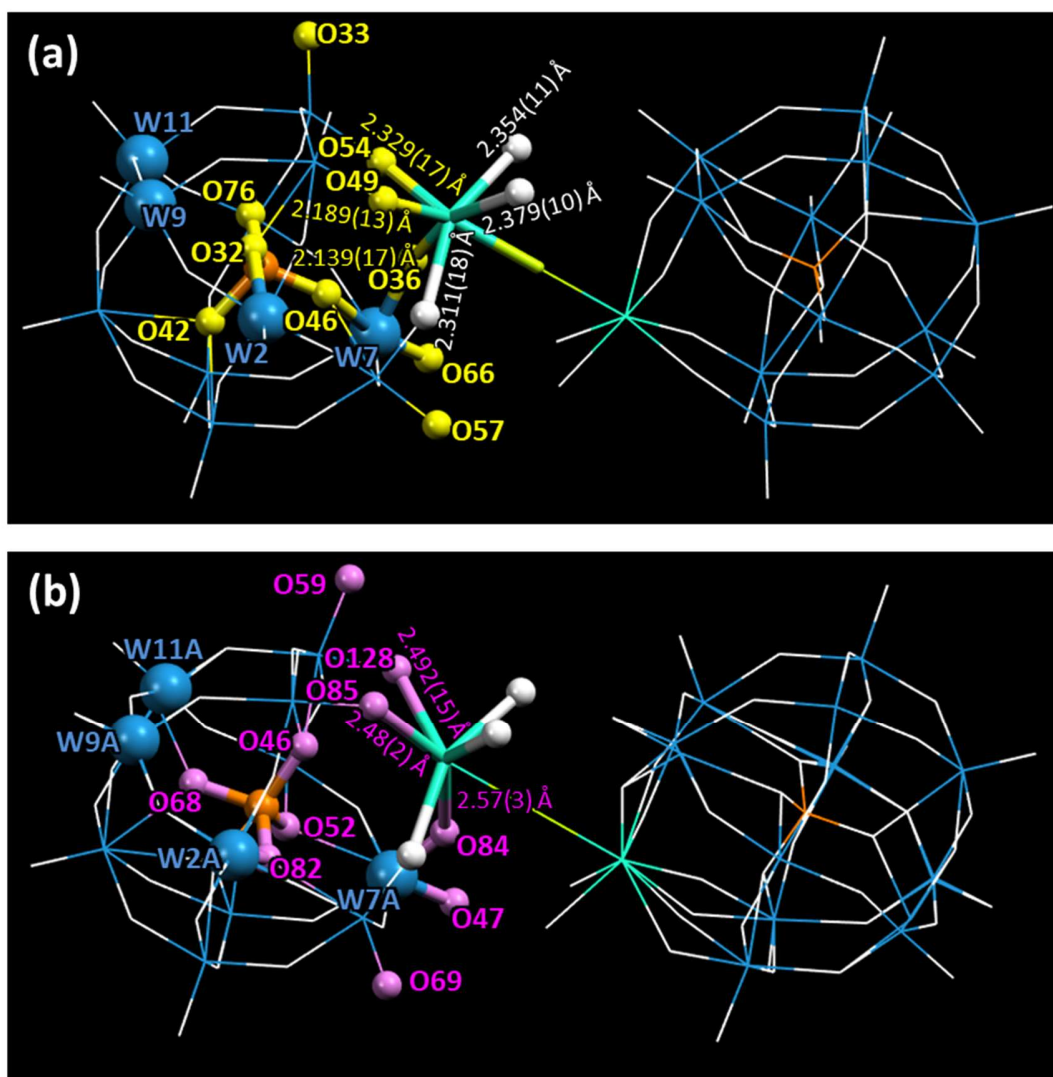 (a)
O33
W11
2.354(11) Å
2.329(17) Å
O54
W9
O49
O76
2.379(10) Å
2.189(13) Å
O32
2.139(17) Å
O36
2.311(18) Å
O42
O46
W2
W7
O66
O57
(b)
O59
W11A
O128
2.492(15) Å
O85
W9A
O46
2.48(2) Å
O68
2.57(3) Å
O52
O84
W2A
O82
W7A
O47
O69